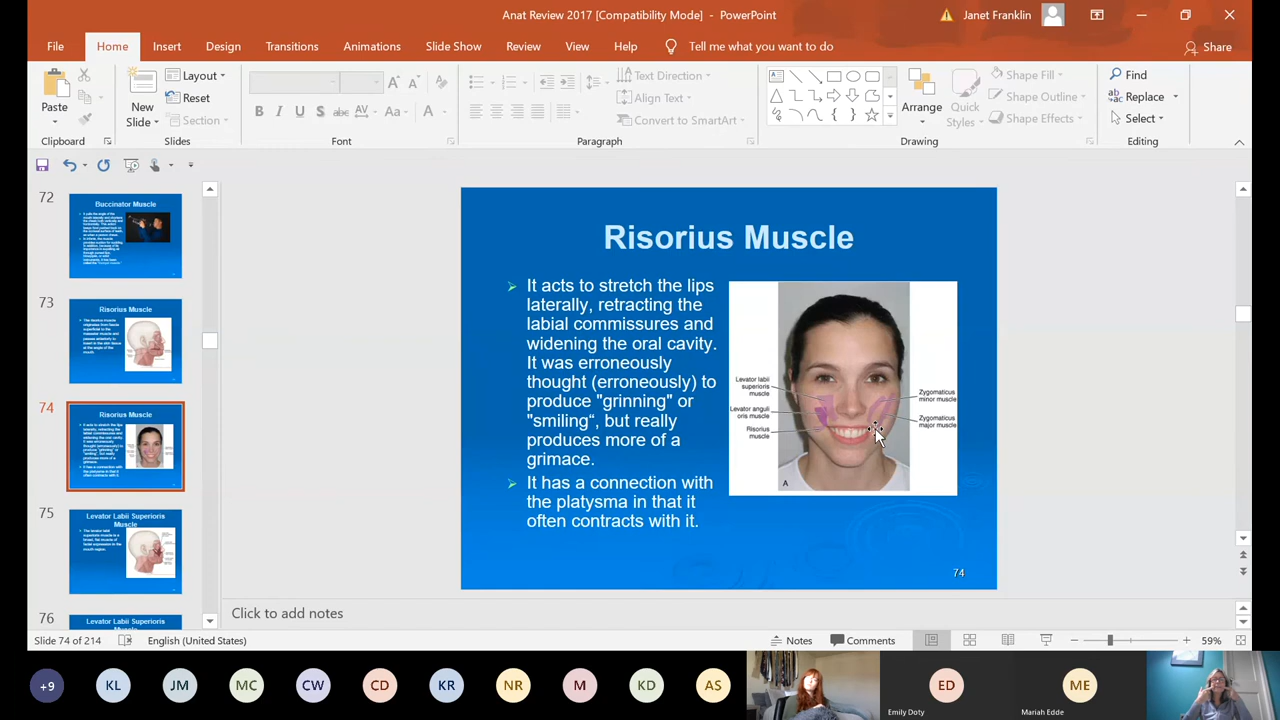 Anat Review 2017 [Compatibility Mode] - PowerPoint
Janet Franklin
File Home Insert Design Transitions Animations Slide Show Review View Help Tell me what you want to do Share
Paste
New Slide
Layout
Reset
Section
B I U S abc AV Aa A
Text Direction
Align Text
Convert to SmartArt
Arrange
Quick Styles
Shape Fill
Shape Outline
Shape Effects
Find
Replace
Select
Clipboard Slides Font Paragraph Drawing Editing
72
Buccinator Muscle
73
Risorius Muscle
74
Risorius Muscle
75
Levator Labii Superioris
Muscle
76
Levator Labii Superioris
Risorius Muscle
It acts to stretch the lips
laterally, retracting the
labial commissures and
widening the oral cavity.
It was erroneously
thought (erroneously) to
produce "grinning" or
"smiling“, but really
produces more of a
grimace.
It has a connection with
the platysma in that it
often contracts with it.
Levator labii
superioris
muscle
Levator anguli
oris muscle
Risorius
muscle
Zygomaticus
minor muscle
Zygomaticus
major muscle
A
74
Click to add notes
Slide 74 of 214 English (United States) Notes Comments 59%
+9 KL JM MC CW CD KR NR M KD AS ED ME
Emily Doty
Mariah Edde